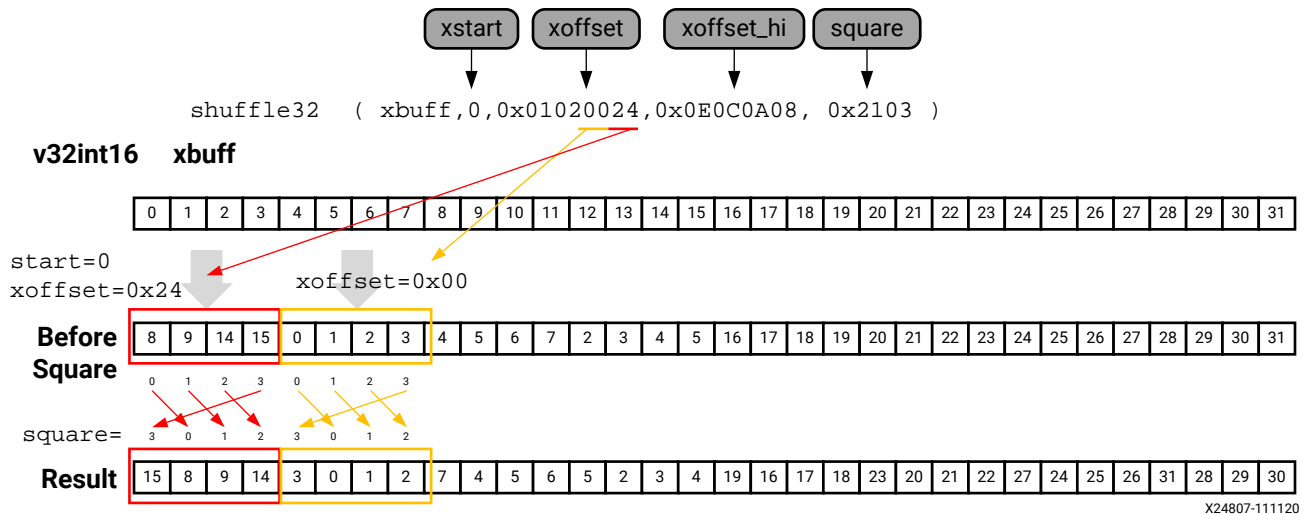 xstart xoffset xoffset_hi square
shuffle32 ( xbuff,0,0x01020024,0x0E0C0A08, 0x2103 )
v32int16 xbuff
0 1 2 3 4 5 6 7 8 9 10 11 12 13 14 15 16 17 18 19 20 21 22 23 24 25 26 27 28 29 30 31
start=0
xoffset=0x24 xoffset=0x00
Before Square 8 9 14 15 0 1 2 3 4 5 6 7 2 3 4 5 16 17 18 19 20 21 22 23 24 25 26 27 28 29 30 31
0 1 2 3 0 1 2 3
square= 3 0 1 2 3 0 1 2
Result 15 8 9 14 3 0 1 2 7 4 5 6 5 2 3 4 19 16 17 18 23 20 21 22 27 24 25 26 31 28 29 30
X24807-111120